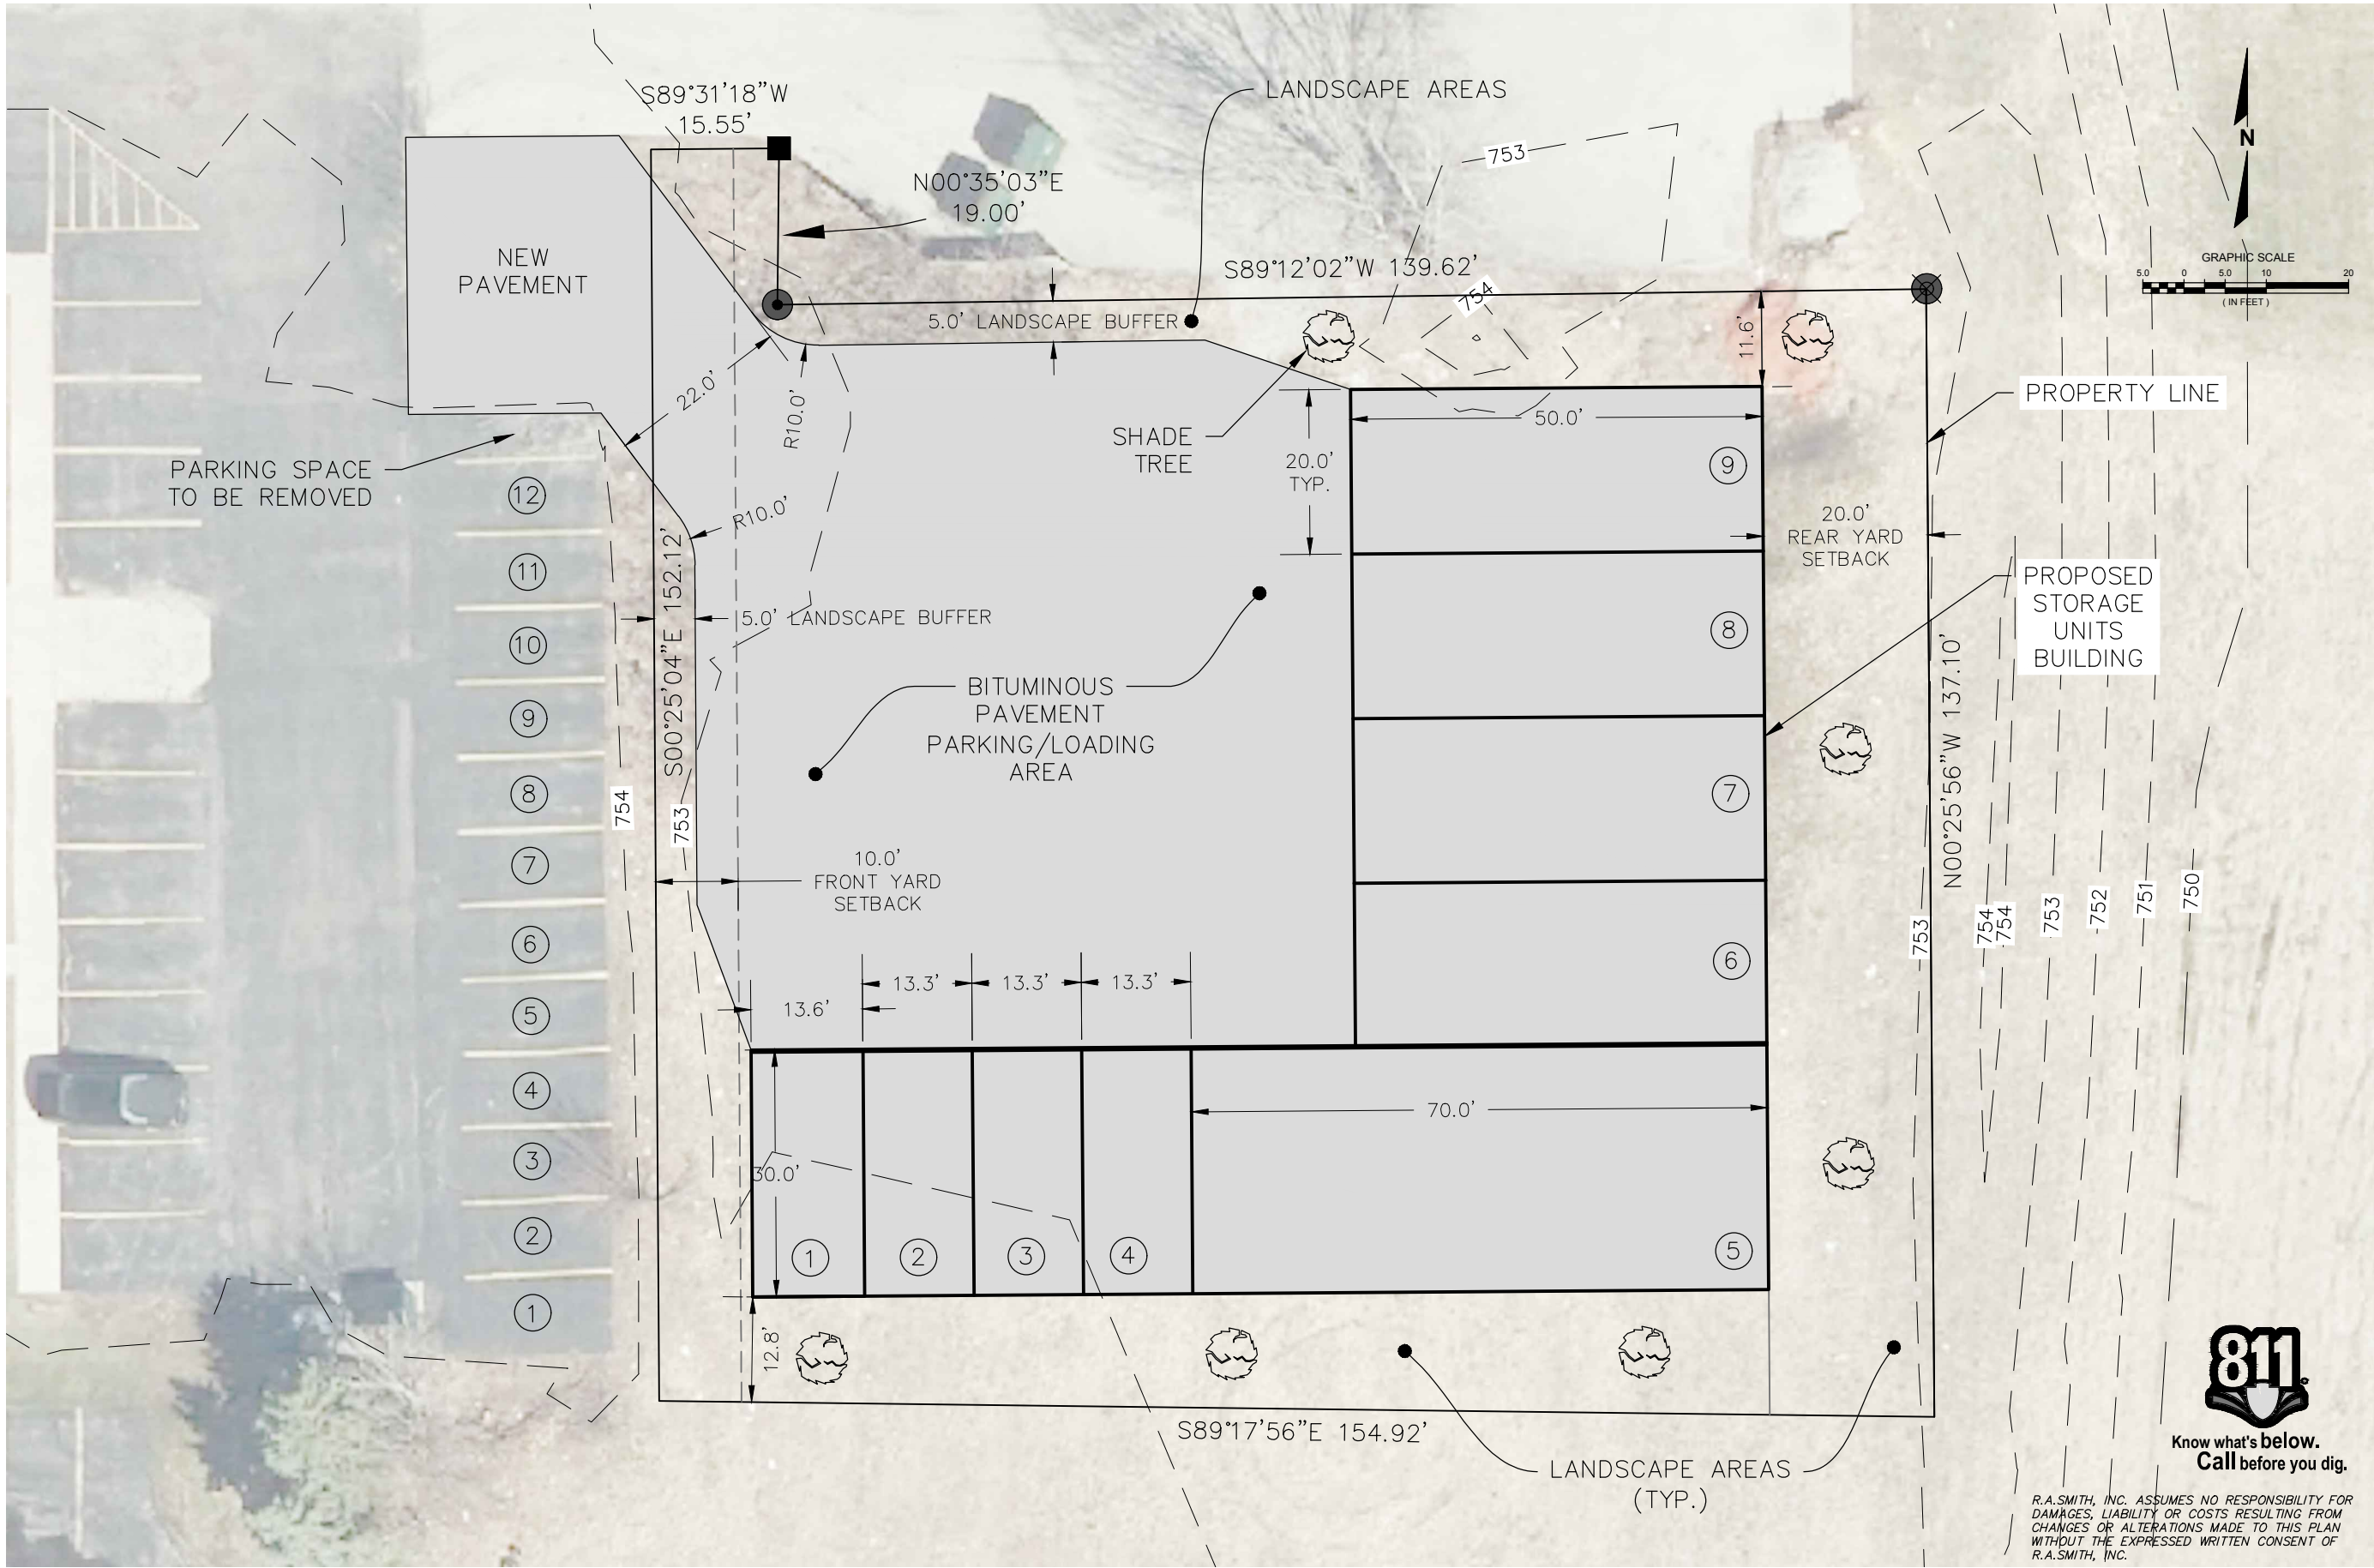 S89°31'18"W
15.55'
LANDSCAPE AREAS
753
N
N00°35'03"E
19.00'
NEW
PAVEMENT
S89°12'02"W 139.62'
GRAPHIC SCALE
5.0 0 5.0 10 20
( IN FEET )
754
5.0' LANDSCAPE BUFFER
11.6'
22.0'
R10.0'
PROPERTY LINE
50.0'
SHADE
TREE
20.0'
TYP.
9
PARKING SPACE
TO BE REMOVED
12
R10.0'
20.0'
REAR YARD
SETBACK
11
S00°25'04"E 152.12'
PROPOSED
STORAGE
UNITS
BUILDING
5.0' LANDSCAPE BUFFER
10
8
N00°25'56"W 137.10'
BITUMINOUS
PAVEMENT
PARKING/LOADING
AREA
9
8
7
754
753
7
10.0'
FRONT YARD
SETBACK
753
754
754
753
752
751
750
6
6
13.3'
13.3'
13.3'
13.6'
5
4
70.0'
3
30.0'
2
1
2
3
4
5
1
12.8'
S89°17'56"E 154.92'
LANDSCAPE AREAS
(TYP.)
811
Know what's below.
Call before you dig.
R.A.SMITH, INC. ASSUMES NO RESPONSIBILITY FOR
DAMAGES, LIABILITY OR COSTS RESULTING FROM
CHANGES OR ALTERATIONS MADE TO THIS PLAN
WITHOUT THE EXPRESSED WRITTEN CONSENT OF
R.A.SMITH, INC.